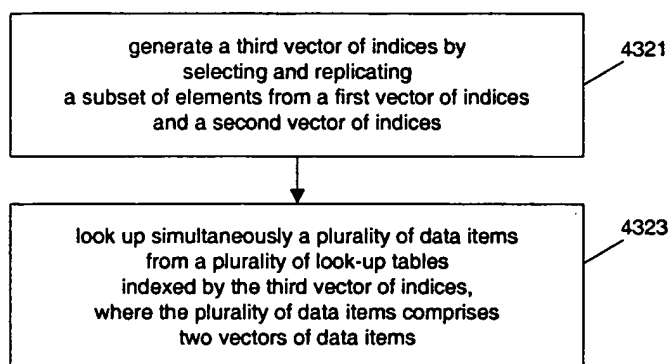 generate a third vector of indices by
selecting and replicating
a subset of elements from a first vector of indices
and a second vector of indices
4321
look up simultaneously a plurality of data items
from a plurality of look-up tables
indexed by the third vector of indices,
where the plurality of data items comprises
two vectors of data items
4323